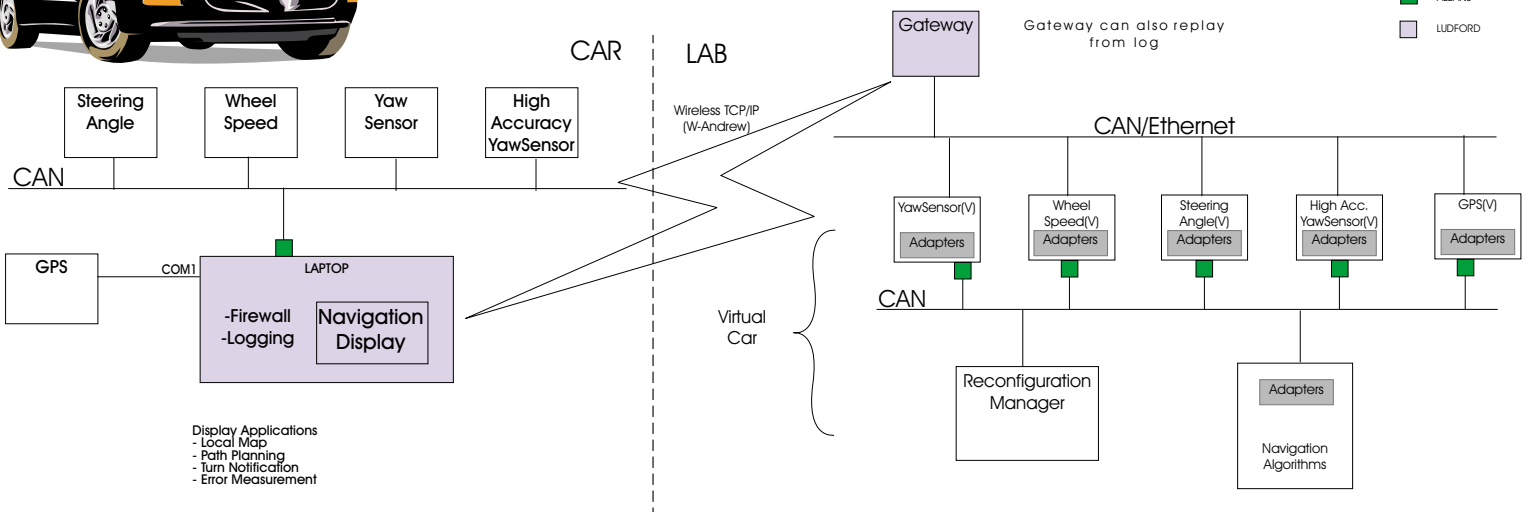 CAR
LAB
Gateway
Gateway can also replay
from log
LUDFORD
Steering
Angle
Wheel
Speed
Yaw
Sensor
High
Accuracy
YawSensor
Wireless TCP/IP
(W-Andrew)
CAN/Ethernet
CAN
YawSensor(V)
Adapters
Wheel
Speed(V)
Adapters
Steering
Angle(V)
Adapters
High Acc.
YawSensor(V)
Adapters
GPS(V)
Adapters
GPS
COM1
LAPTOP
-Firewall
-Logging
Navigation
Display
CAN
Virtual
Car
Reconfiguration
Manager
Adapters
Navigation
Algorithms
Display Applications
- Local Map
- Path Planning
- Turn Notification
- Error Measurement